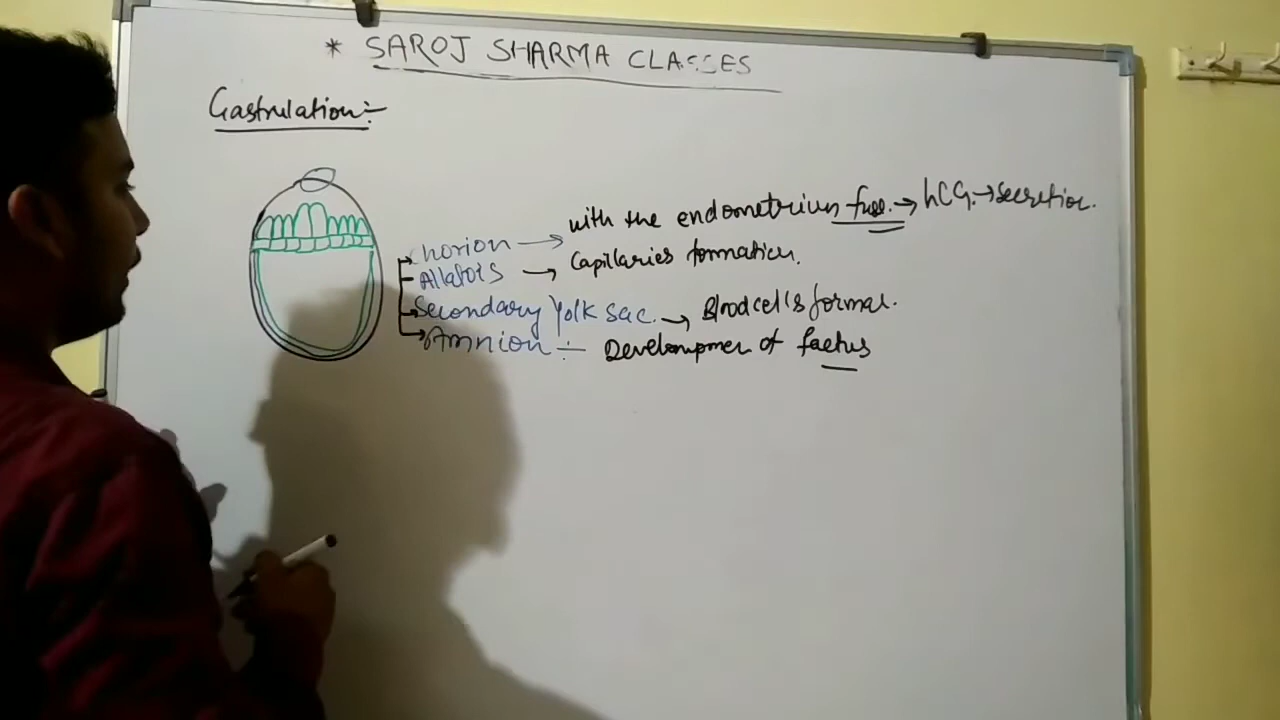 * SAROJ SHARMA CLASSES
Gastrulation:-
Chorion → with the endometrium fuse. → hCG. → secretion.
Allatois → Capillaries formation.
Secondary Yolk sac. → Blood cell's format.
Amnion :- Developmen of faetus